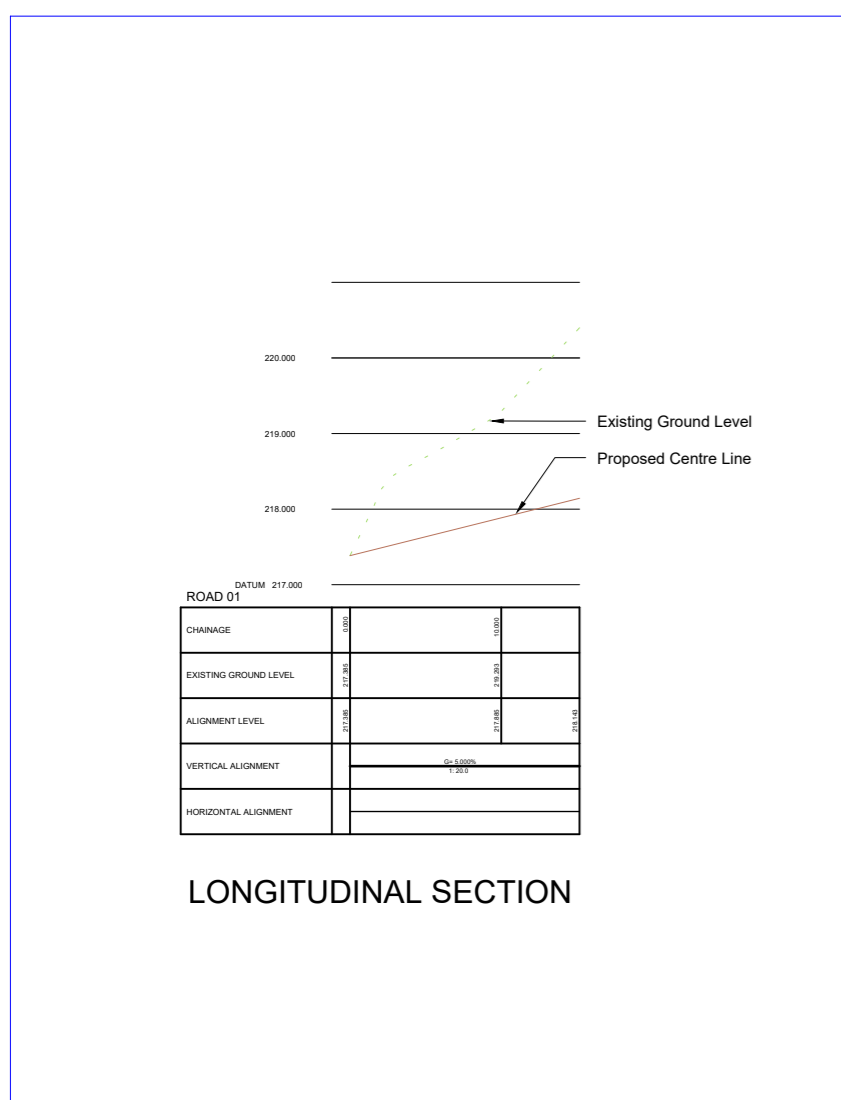 220.000
Existing Ground Level
219.000
Proposed Centre Line
218.000
DATUM 217.000
ROAD 01
CHAINAGE 0.000 10.000
EXISTING GROUND LEVEL 217.385 219.293
ALIGNMENT LEVEL 217.385 217.885 218.143
VERTICAL ALIGNMENT
G= 5.000%
1: 20.0
HORIZONTAL ALIGNMENT
LONGITUDINAL SECTION